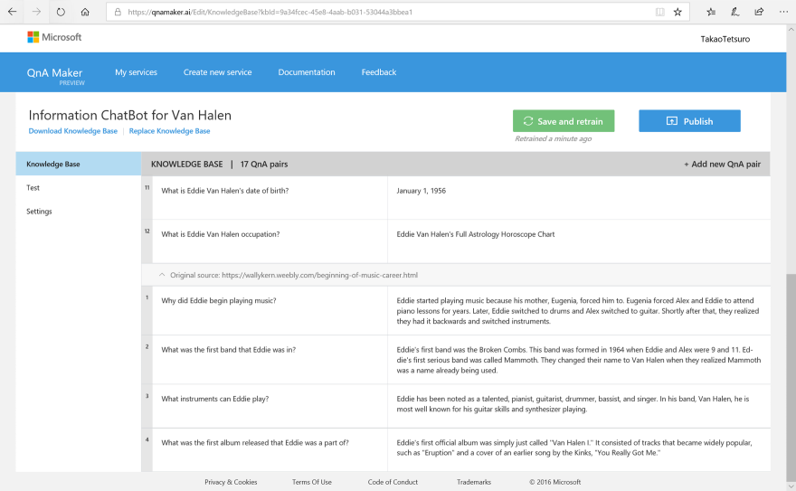 https://qnamaker.ai/Edit/KnowledgeBase?kbId=9a34fcec-45e8-4aab-b031-53044a3bbea1
Microsoft
TakaoTetsuro
QnA Maker
PREVIEW
My services
Create new service
Documentation
Feedback
Information ChatBot for Van Halen
Download Knowledge Base | Replace Knowledge Base
Save and retrain
Retrained a minute ago
Publish
Knowledge Base
Test
Settings
KNOWLEDGE BASE | 17 QnA pairs
+ Add new QnA pair
11
What is Eddie Van Halen's date of birth?
January 1, 1956
12
What is Eddie Van Halen occupation?
Eddie Van Halen's Full Astrology Horoscope Chart
Original source: https://wallykern.weebly.com/beginning-of-music-career.html
1
Why did Eddie begin playing music?
Eddie started playing music because his mother, Eugenia, forced him to. Eugenia forced Alex and Eddie to attend
piano lessons for years. Later, Eddie switched to drums and Alex switched to guitar. Shortly after that, they realized
they had it backwards and switched instruments.
2
What was the first band that Eddie was in?
Eddie's first band was the Broken Combs. This band was formed in 1964 when Eddie and Alex were 9 and 11. Ed-
die's first serious band was called Mammoth. They changed their name to Van Halen when they realized Mammoth
was a name already being used.
3
What instruments can Eddie play?
Eddie has been noted as a talented, pianist, guitarist, drummer, bassist, and singer. In his band, Van Halen, he is
most well known for his guitar skills and synthesizer playing.
4
What was the first album released that Eddie was a part of?
Eddie's first official album was simply just called "Van Halen I." It consisted of tracks that became widely popular,
such as "Eruption" and a cover of an earlier song by the Kinks, "You Really Got Me."
Privacy & Cookies
Terms Of Use
Code of Conduct
Trademarks
© 2016 Microsoft